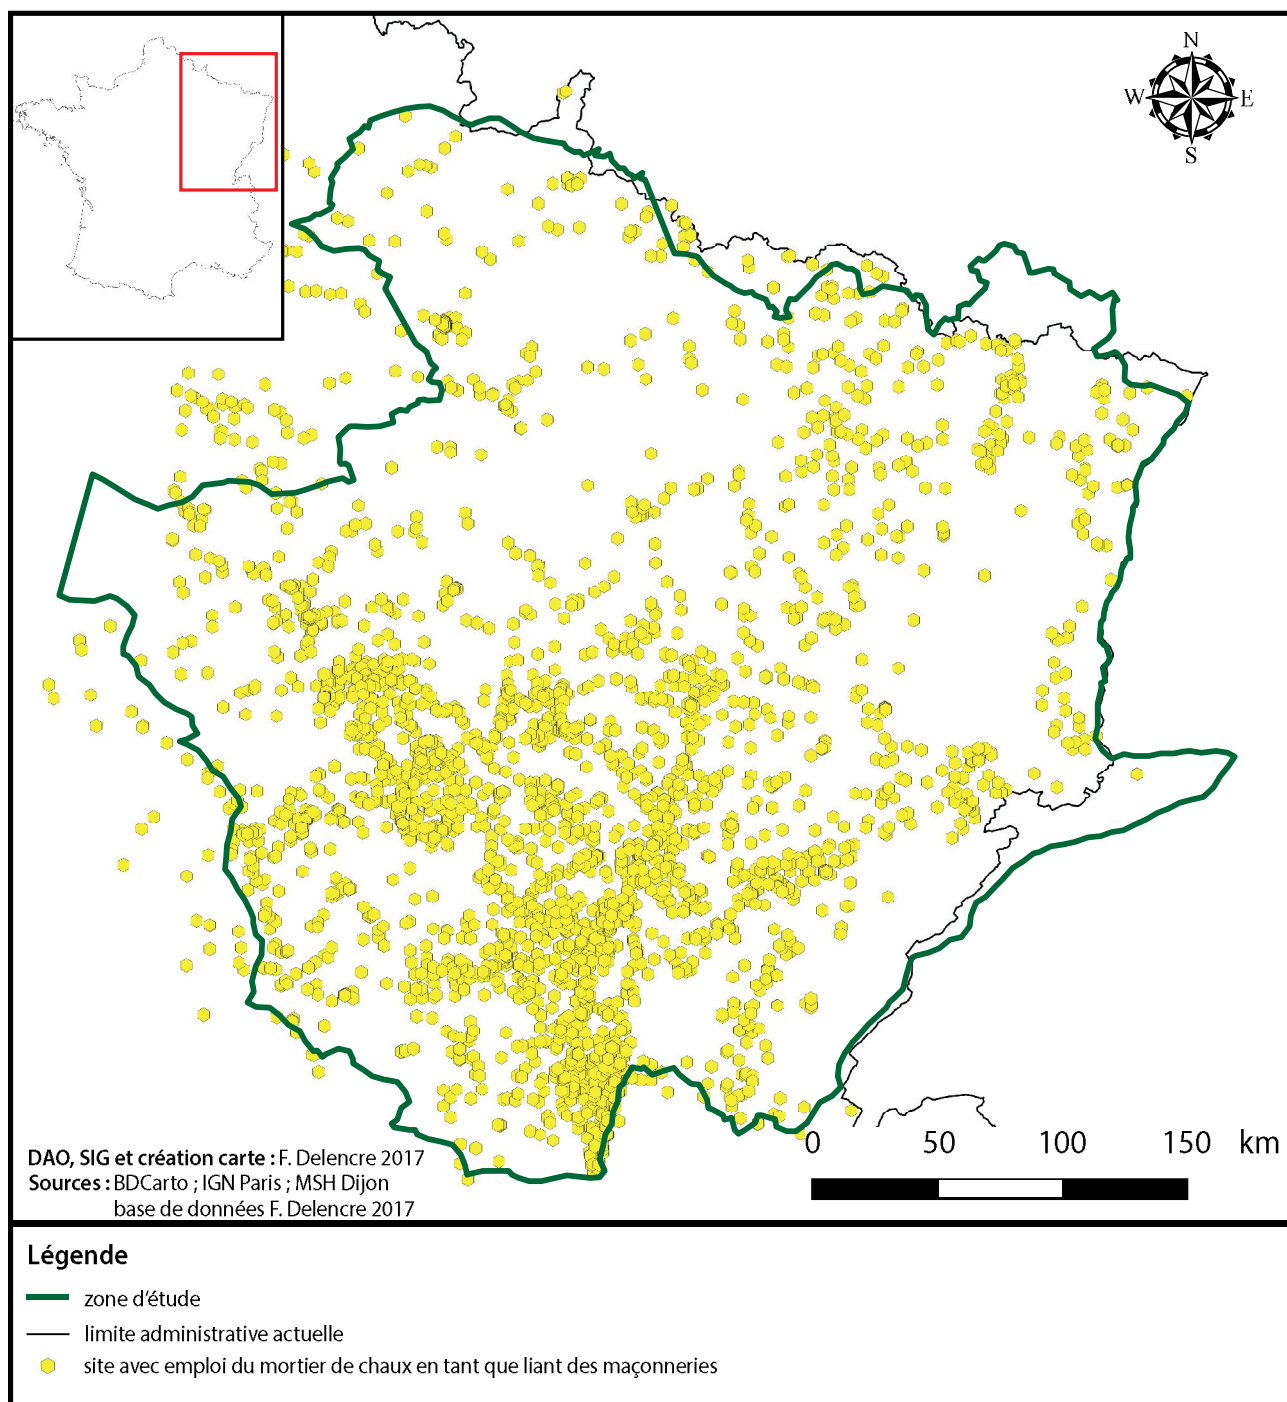 N
W E
S
0 50 100 150 km
DAO, SIG et création carte : F. Delencre 2017
Sources : BDCarto ; IGN Paris ; MSH Dijon
base de données F. Delencre 2017
Légende
zone d'étude
limite administrative actuelle
site avec emploi du mortier de chaux en tant que liant des maçonneries